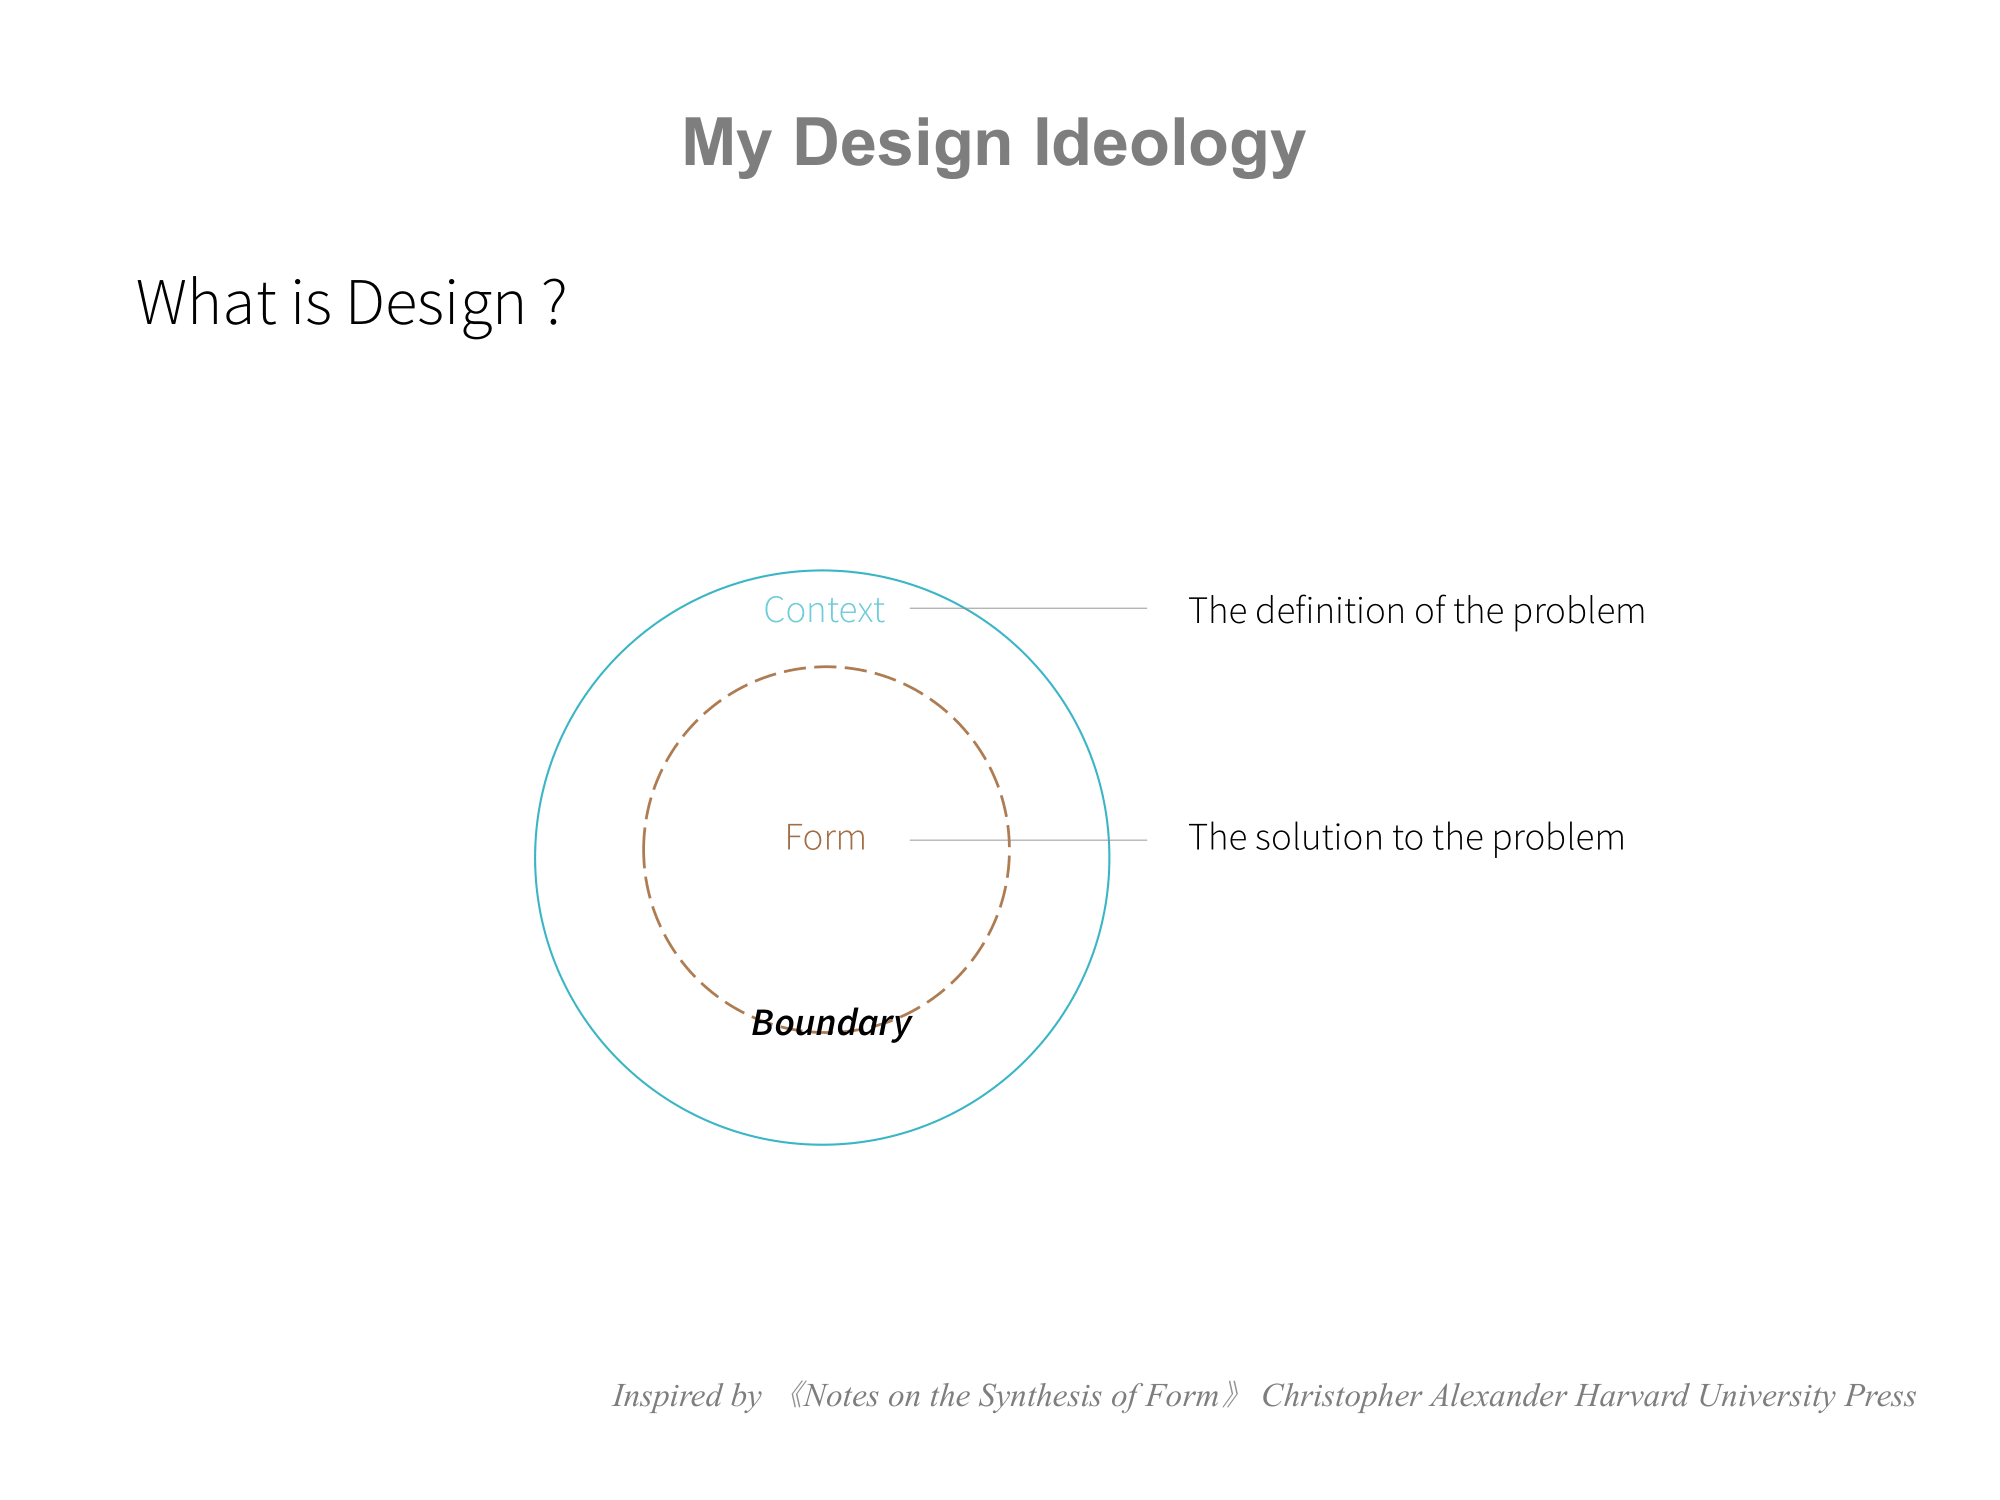 My Design Ideology
What is Design ?
Context
The definition of the problem
Form
The solution to the problem
Boundary
Inspired by 《Notes on the Synthesis of Form》 Christopher Alexander Harvard University Press